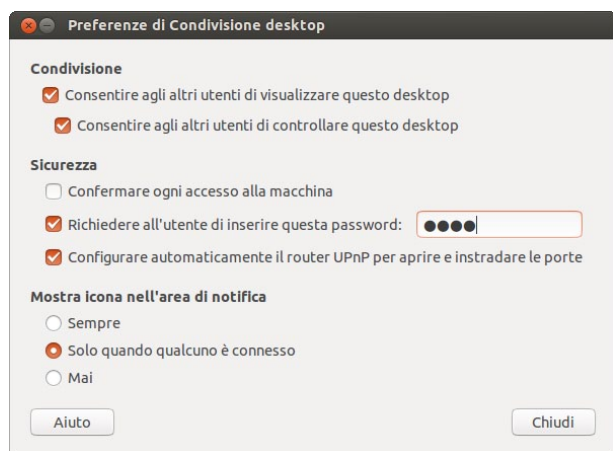 Preferenze di Condivisione desktop
Condivisione
Consentire agli altri utenti di visualizzare questo desktop
Consentire agli altri utenti di controllare questo desktop
Sicurezza
Confermare ogni accesso alla macchina
Richiedere all'utente di inserire questa password: ●●●●
Configurare automaticamente il router UPnP per aprire e instradare le porte
Mostra icona nell'area di notifica
Sempre
Solo quando qualcuno è connesso
Mai
Aiuto Chiudi